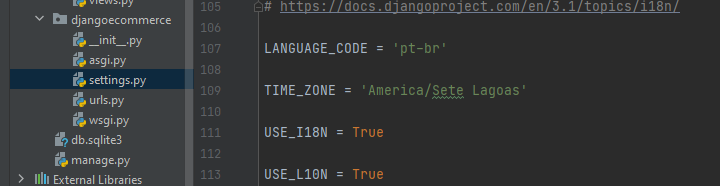 views.py
djangoecommerce
__init__.py
asgi.py
settings.py
urls.py
wsgi.py
db.sqlite3
manage.py
External Libraries
105 # https://docs.djangoproject.com/en/3.1/topics/i18n/
106
107 LANGUAGE_CODE = 'pt-br'
108
109 TIME_ZONE = 'America/Sete Lagoas'
110
111 USE_I18N = True
112
113 USE_L10N = True